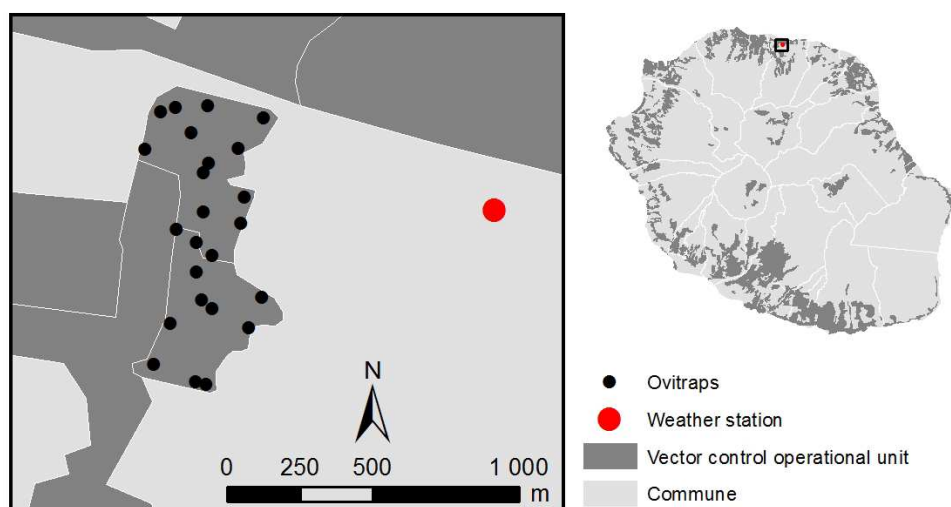 N
0 250 500 1 000
m
Ovitraps
Weather station
Vector control operational unit
Commune